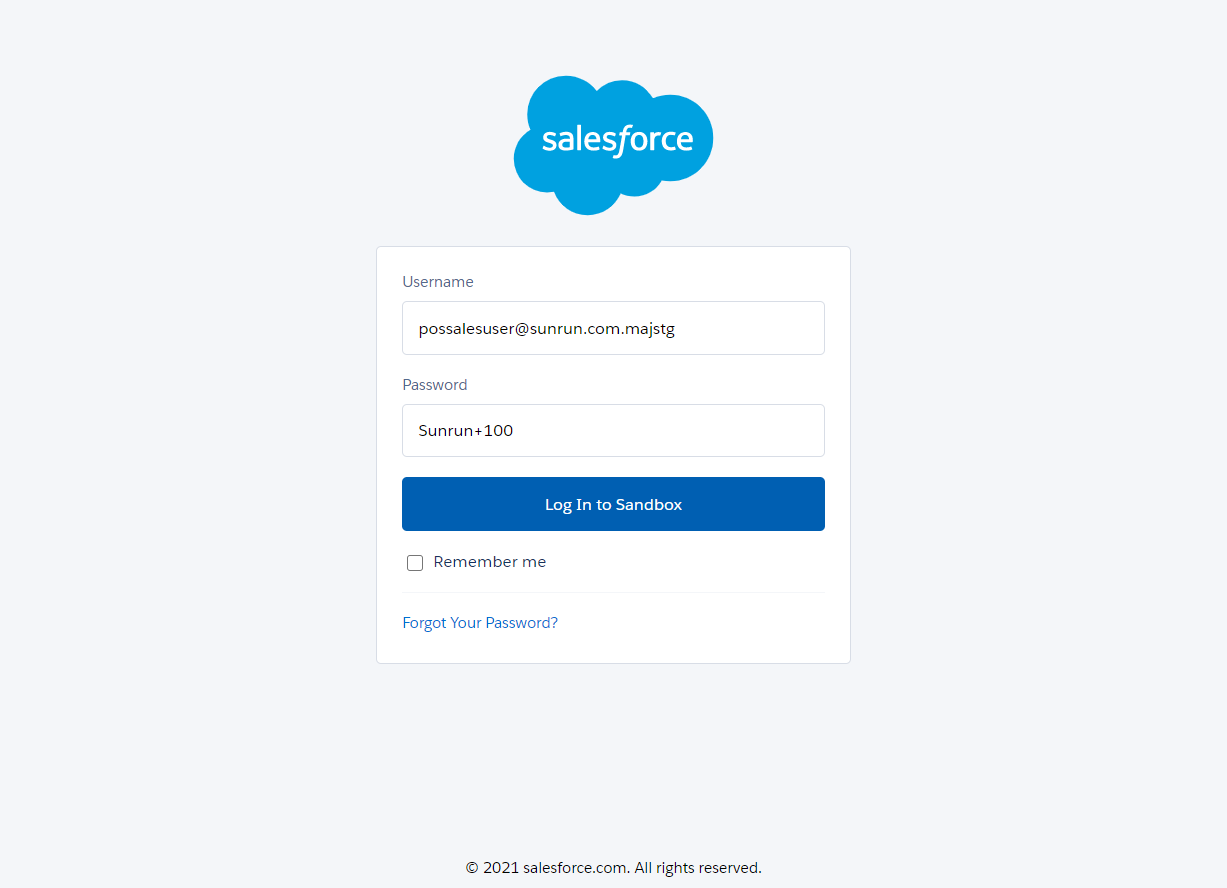 salesforce
Username
possalesuser@sunrun.com.majstg
Password
Sunrun+100
Log In to Sandbox
Remember me
Forgot Your Password?
© 2021 salesforce.com. All rights reserved.